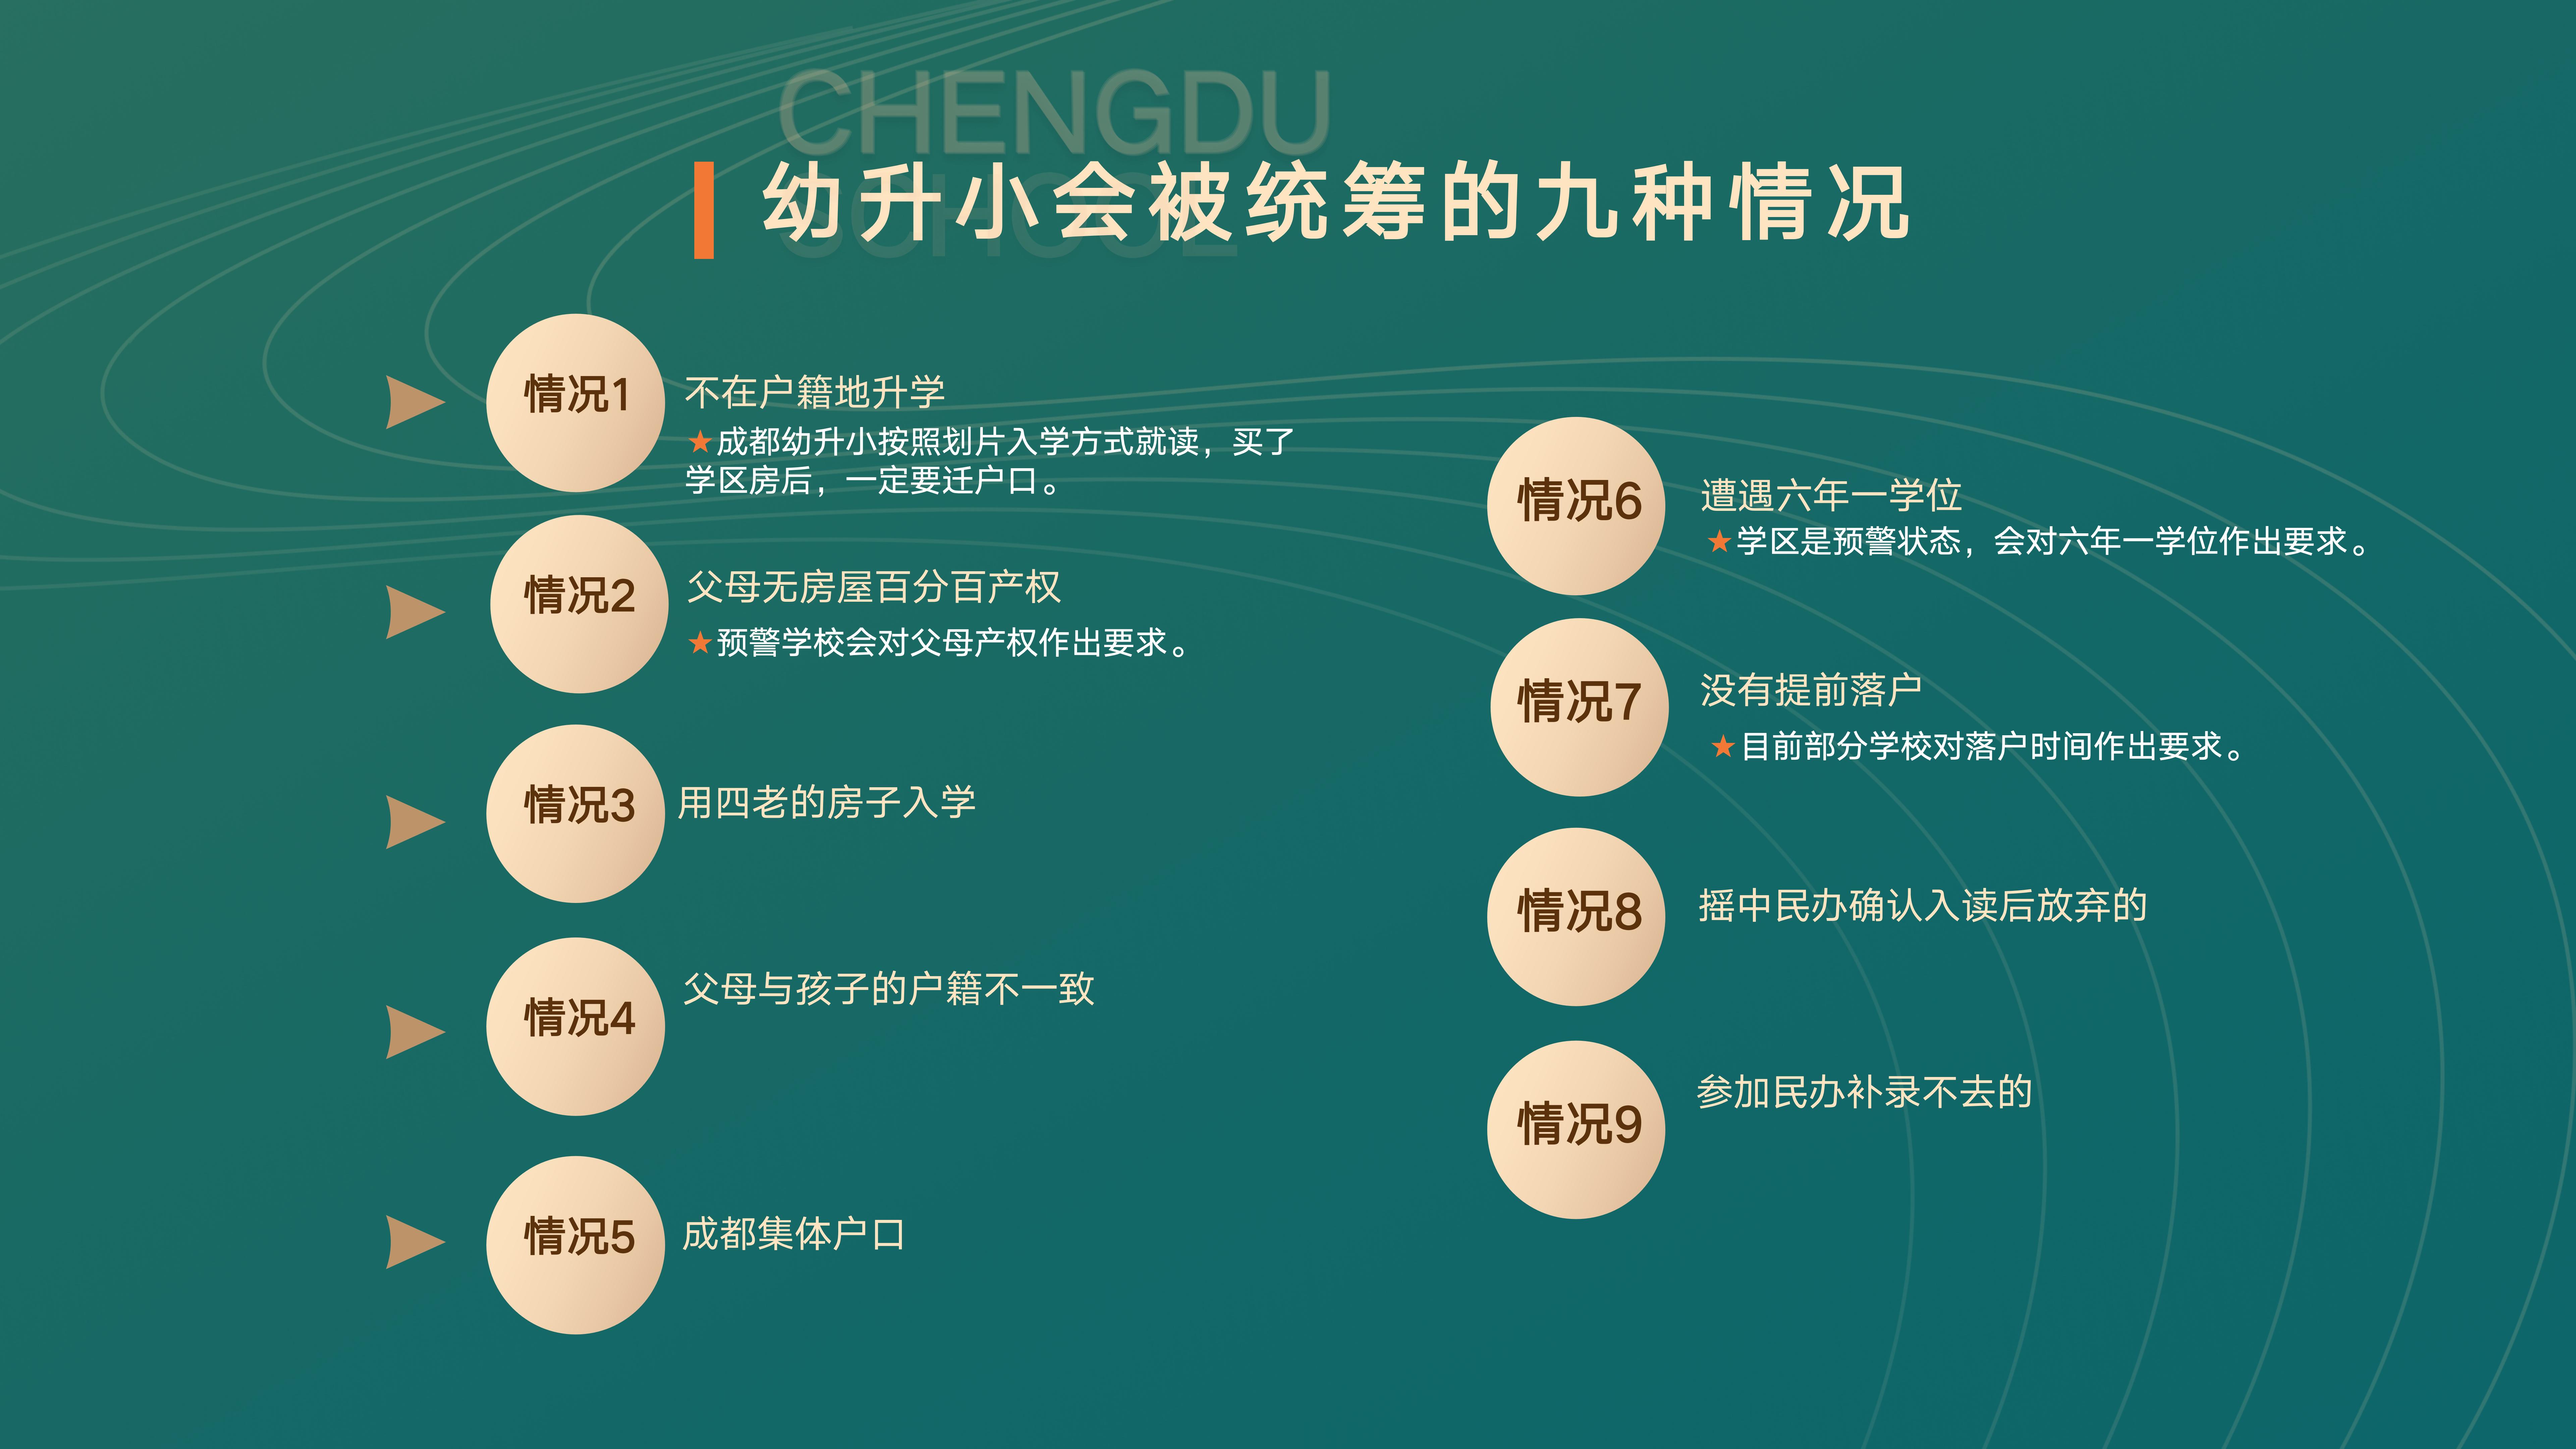 CHENGDU
SCHOOL
幼升小会被统筹的九种情况
情况1
不在户籍地升学
★成都幼升小按照划片入学方式就读，买了
学区房后，一定要迁户口。
情况2
父母无房屋百分百产权
★预警学校会对父母产权作出要求。
情况3
用四老的房子入学
情况4
父母与孩子的户籍不一致
情况5
成都集体户口
情况6
遭遇六年一学位
★学区是预警状态，会对六年一学位作出要求。
情况7
没有提前落户
★目前部分学校对落户时间作出要求。
情况8
摇中民办确认入读后放弃的
情况9
参加民办补录不去的